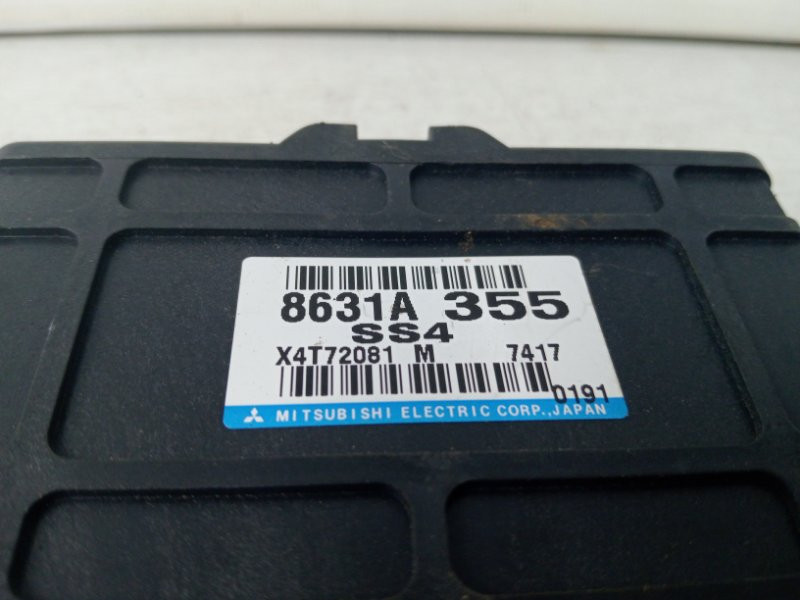 8631A 355
SS4
X4T72081 M 7417
0191
MITSUBISHI ELECTRIC CORP., JAPAN